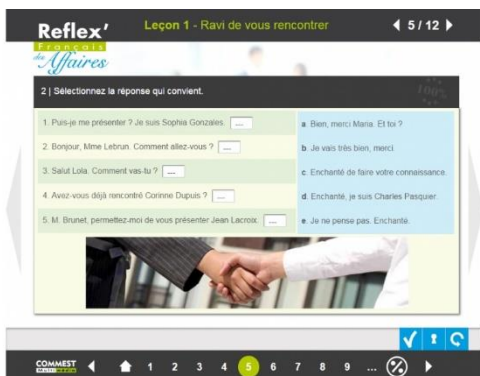 Reflex'
Français
des Affaires
Leçon 1 - Ravi de vous rencontrer
5 / 12
2 | Sélectionnez la réponse qui convient.
100%
1. Puis-je me présenter ? Je suis Sophia Gonzales. ....
2. Bonjour, Mme Lebrun. Comment allez-vous ? ....
3. Salut Lola. Comment vas-tu ? ....
4. Avez-vous déjà rencontré Corinne Dupuis ? ....
5. M. Brunet, permettez-moi de vous présenter Jean Lacroix. ....
a. Bien, merci Maria. Et toi ?
b. Je vais très bien, merci.
c. Enchanté de faire votre connaissance.
d. Enchanté, je suis Charles Pasquier.
e. Je ne pense pas. Enchanté.
COMMEST
Multimedia
1 2 3 4 5 6 7 8 9 ... %